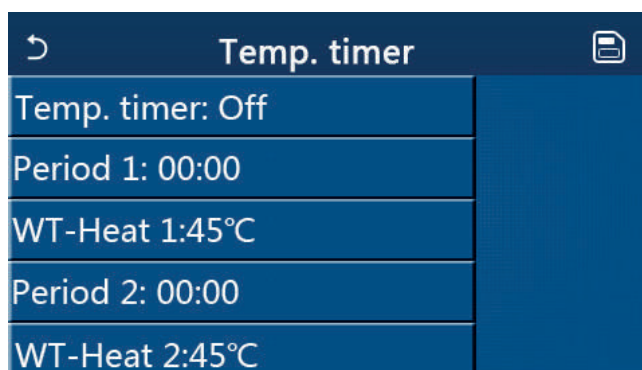 Temp. timer
Temp. timer: Off
Period 1: 00:00
WT-Heat 1:45℃
Period 2: 00:00
WT-Heat 2:45℃